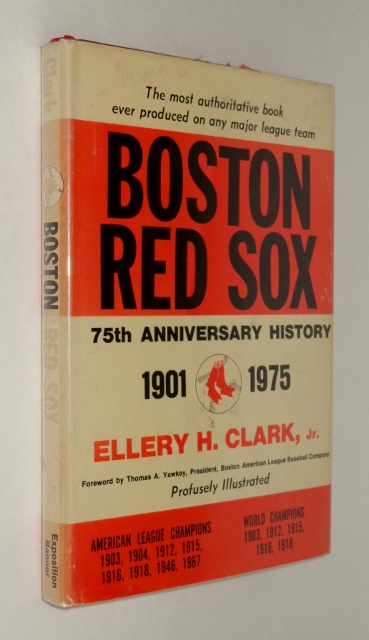 The most authoritative book
ever produced on any major league team
BOSTON
RED SOX
75th ANNIVERSARY HISTORY
1901 1975
ELLERY H. CLARK, Jr.
Foreword by Thomas A. Yawkey, President, Boston American League Baseball Company
Profusely Illustrated
AMERICAN LEAGUE CHAMPIONS
1903, 1904, 1912, 1915,
1916, 1918, 1946, 1967
WORLD CHAMPIONS
1903, 1912, 1915,
1916, 1918
Clark
BOSTON RED SOX
Exposition
Banner